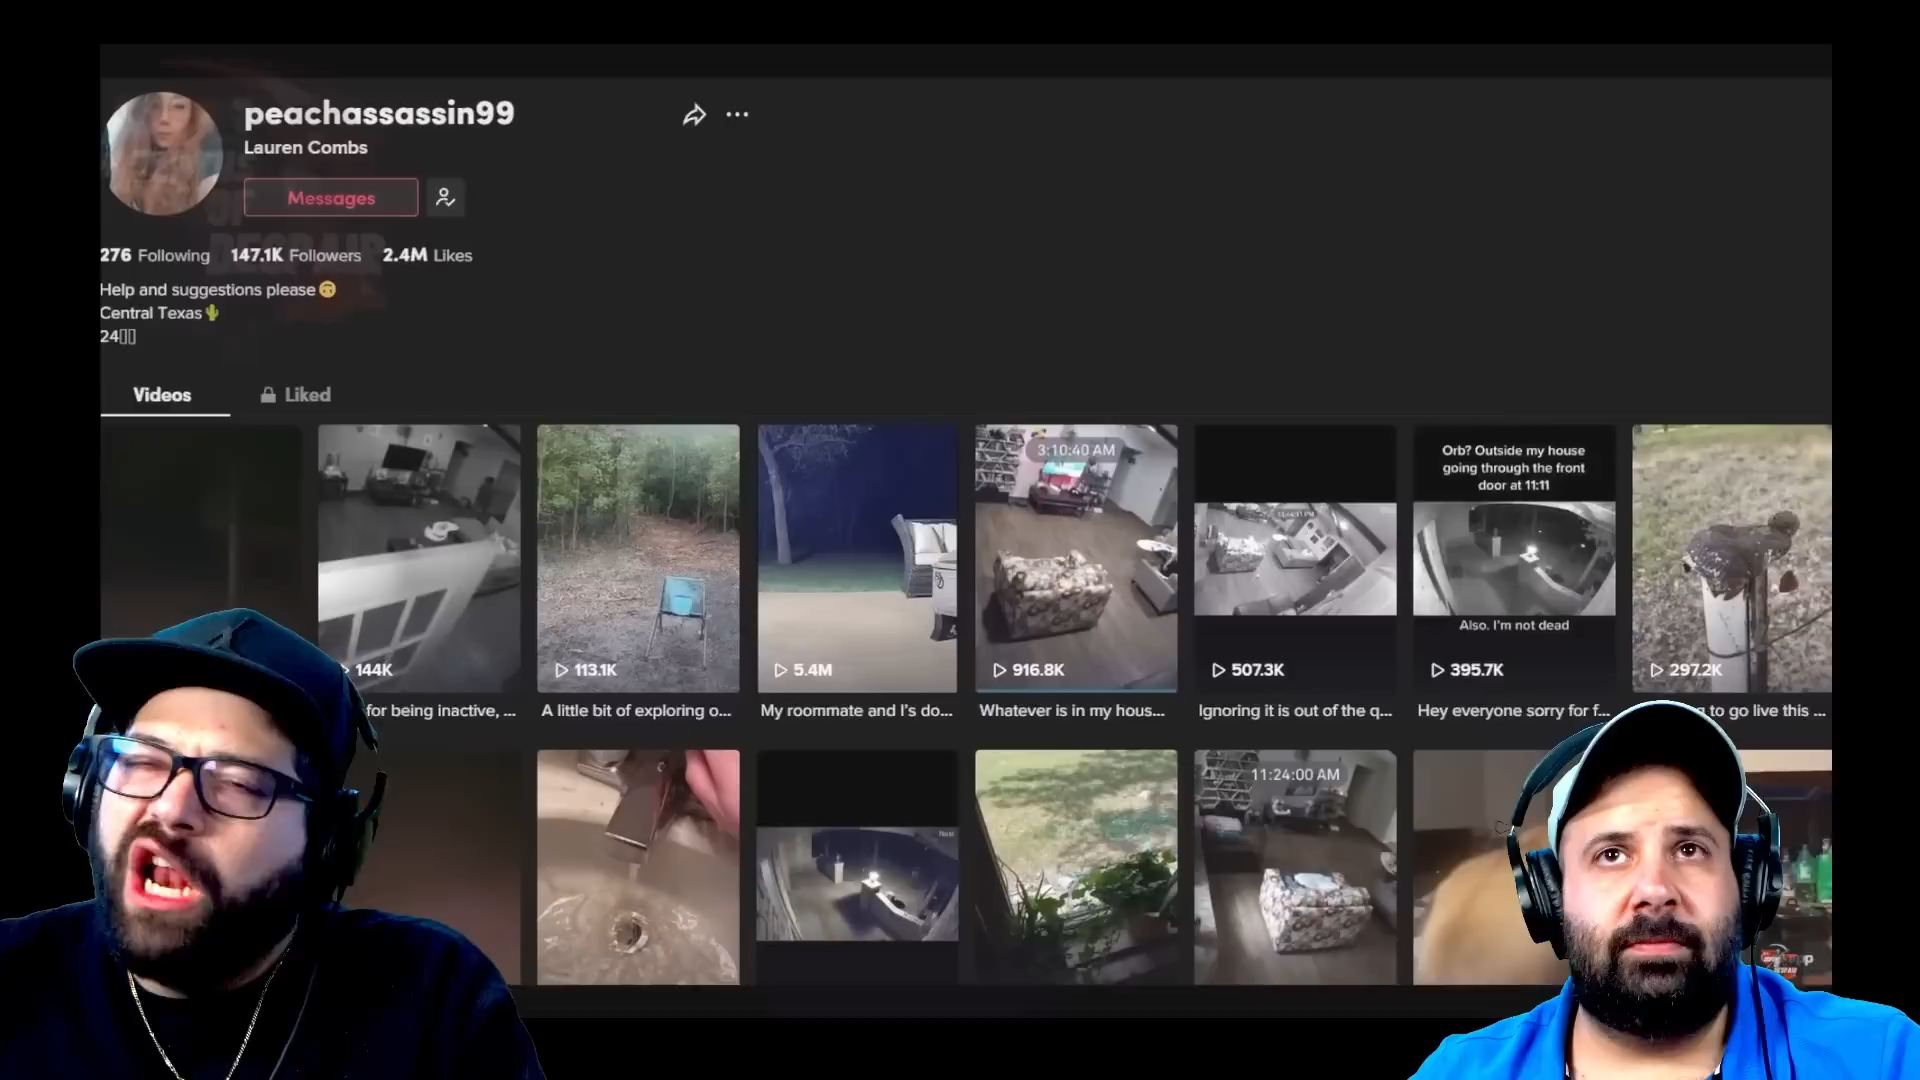 peachassassin99
Lauren Combs
Messages
276 Following 147.1K Followers 2.4M Likes
Help and suggestions please🙃
Central Texas🌵
24
Videos
Liked
3:10:40 AM
Orb? Outside my house
going through the front
door at 11:11
Also. I'm not dead
144K
113.1K
5.4M
916.8K
507.3K
395.7K
297.2K
for being inactive, ...
A little bit of exploring o...
My roommate and I's do...
Whatever is in my hous...
Ignoring it is out of the q...
Hey everyone sorry for f...
to go live this ...
11:24:00 AM
OF
DESPAIR